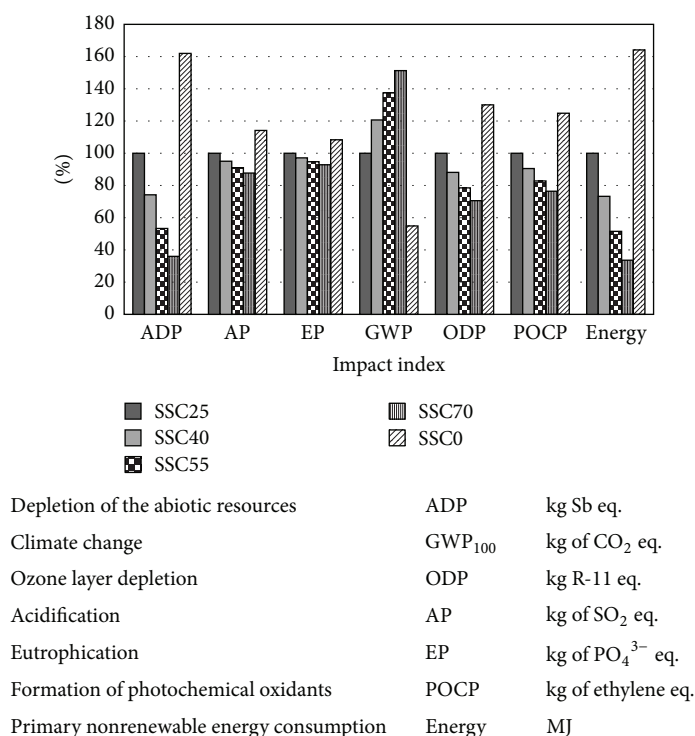 180
160
140
120
100
80
60
40
20
0
(%)
ADP AP EP GWP ODP POCP Energy
Impact index
SSC25 SSC70
SSC40 SSC0
SSC55
Depletion of the abiotic resources ADP kg Sb eq.
Climate change GWP₁₀₀ kg of CO₂ eq.
Ozone layer depletion ODP kg R-11 eq.
Acidification AP kg of SO₂ eq.
Eutrophication EP kg of PO₄³⁻ eq.
Formation of photochemical oxidants POCP kg of ethylene eq.
Primary nonrenewable energy consumption Energy MJ